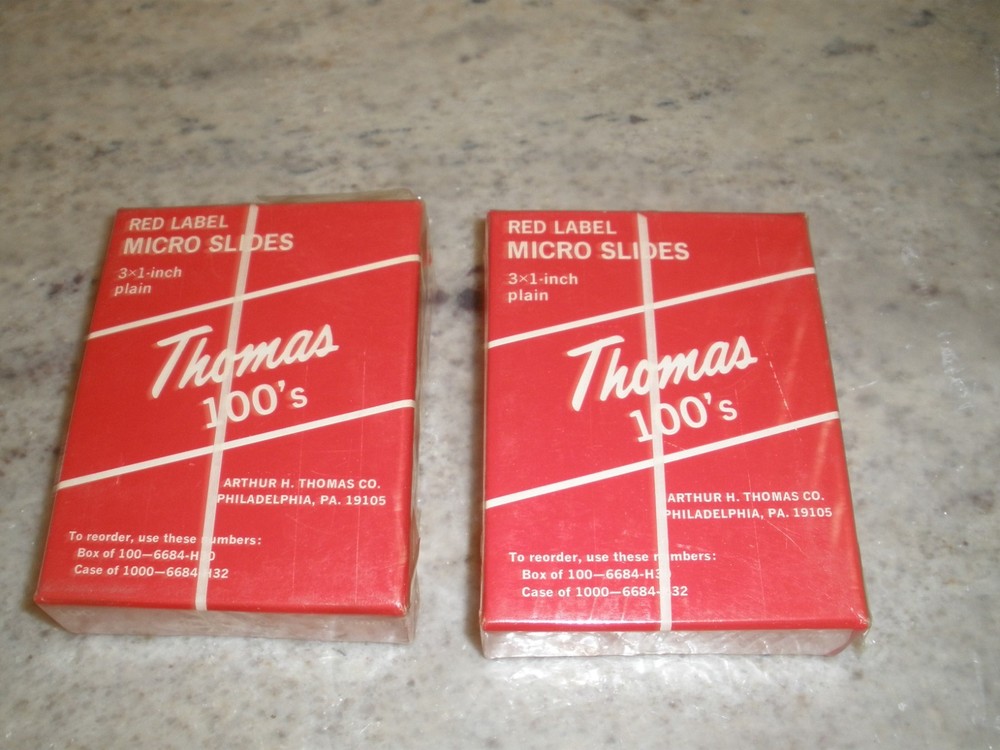 RED LABEL
MICRO SLIDES
3×1-inch
plain
Thomas
100's
ARTHUR H. THOMAS CO.
PHILADELPHIA, PA. 19105
To reorder, use these numbers:
Box of 100—6684-H30
Case of 1000—6684-H32
RED LABEL
MICRO SLIDES
3×1-inch
plain
Thomas
100's
ARTHUR H. THOMAS CO.
PHILADELPHIA, PA. 19105
To reorder, use these numbers:
Box of 100—6684-H30
Case of 1000—6684-H32